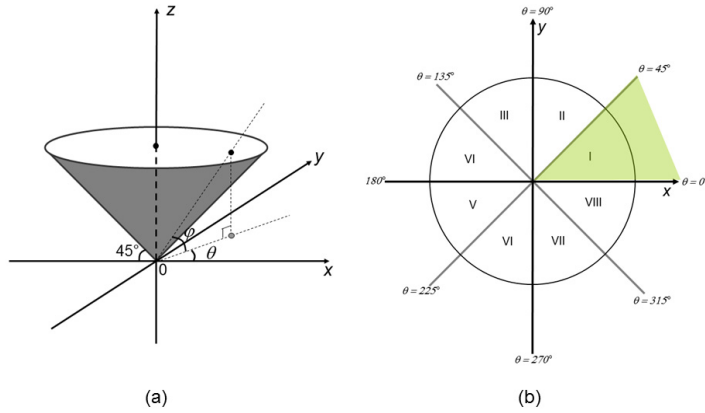 z
y
x
0
45°
φ
θ
(a)
θ = 90°
y
θ = 45°
θ = 135°
III
II
VI
I
180°
x
θ = 0
V
VIII
VI
VII
θ = 225°
θ = 315°
θ = 270°
(b)